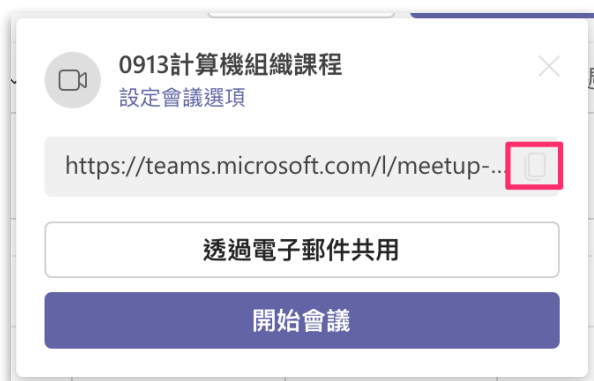 0913計算機組織課程
設定會議選項
https://teams.microsoft.com/l/meetup-...
透過電子郵件共用
開始會議